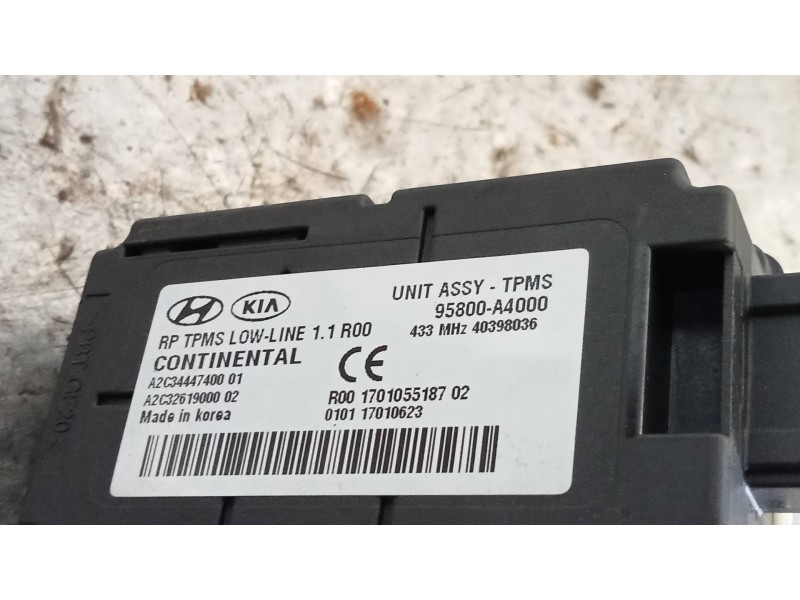 KIA
UNIT ASSY - TPMS
95800-A4000
RP TPMS LOW-LINE 1.1 R00
433 MHz 40398036
CONTINENTAL
CE
A2C34447400 01
A2C32619000 02
R00 1701055187 02
Made in korea
0101 17010623